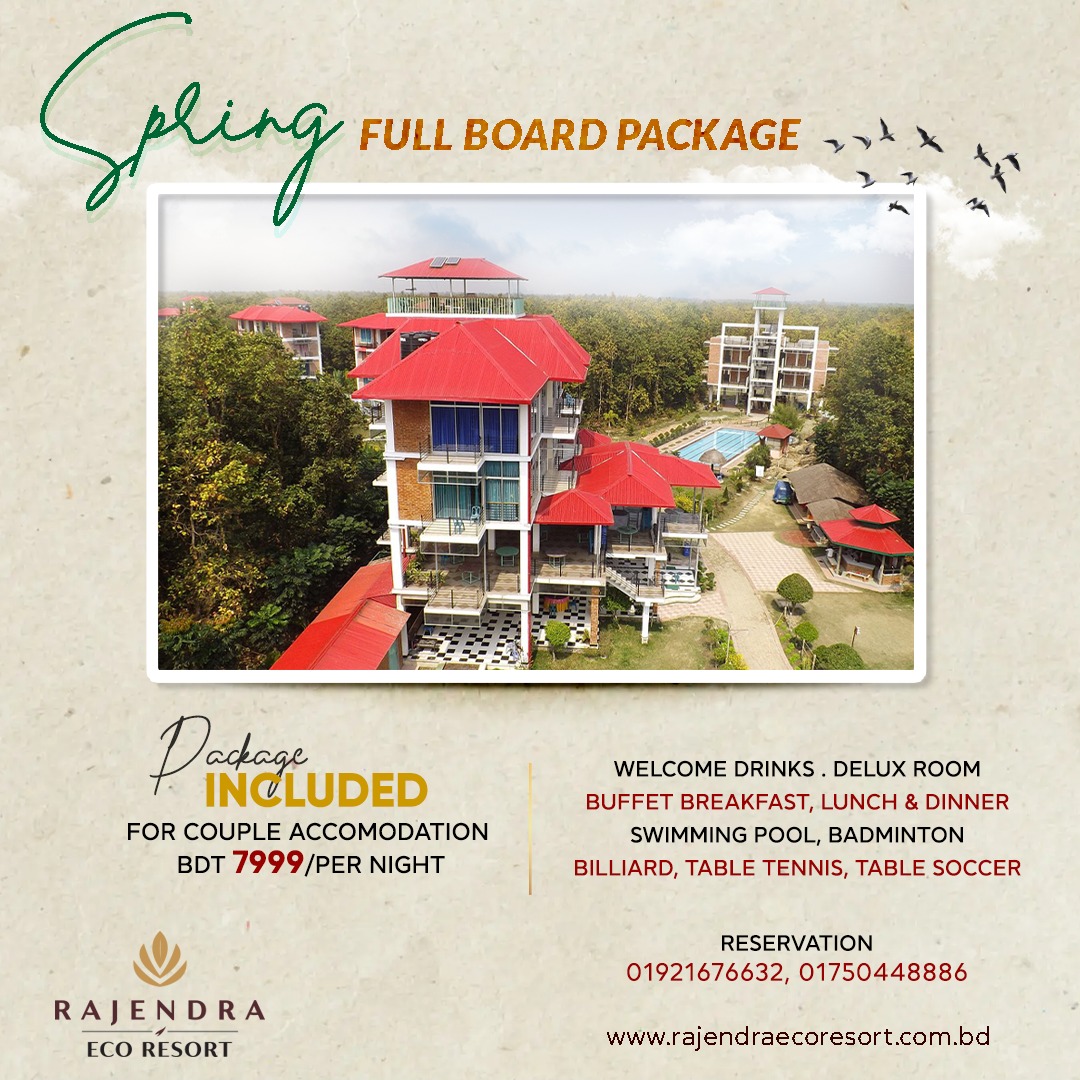 Spring FULL BOARD PACKAGE
Package
INCLUDED
FOR COUPLE ACCOMODATION
BDT 7999/PER NIGHT
WELCOME DRINKS . DELUX ROOM
BUFFET BREAKFAST, LUNCH & DINNER
SWIMMING POOL, BADMINTON
BILLIARD, TABLE TENNIS, TABLE SOCCER
RESERVATION
01921676632, 01750448886
RAJENDRA
ECO RESORT
www.rajendraecoresort.com.bd